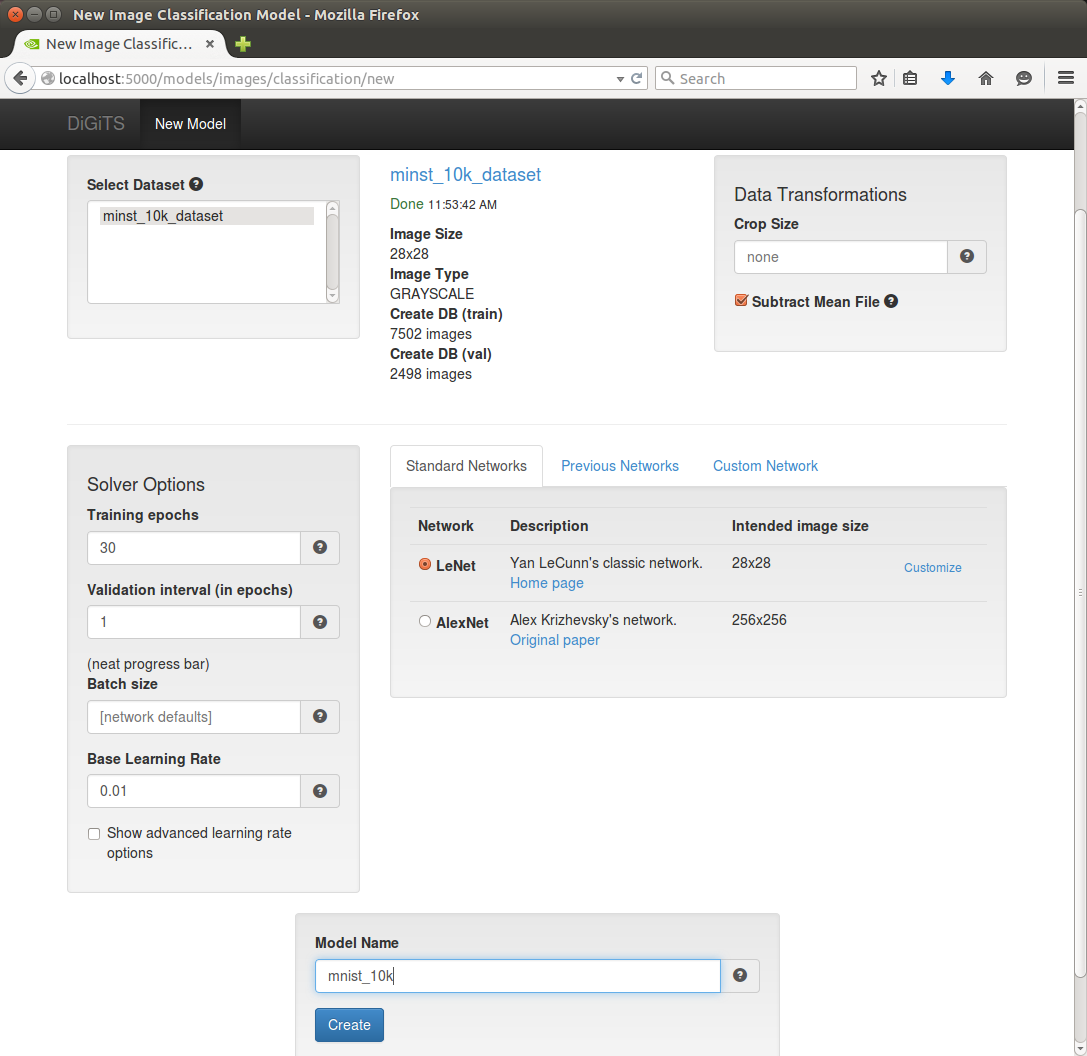 New Image Classification Model - Mozilla Firefox
New Image Classific...
localhost:5000/models/images/classification/new
Search
DiGiTS
New Model
Select Dataset
minst_10k_dataset
minst_10k_dataset
Done 11:53:42 AM
Image Size
28x28
Image Type
GRAYSCALE
Create DB (train)
7502 images
Create DB (val)
2498 images
Data Transformations
Crop Size
none
Subtract Mean File
Solver Options
Training epochs
30
Validation interval (in epochs)
1
(neat progress bar)
Batch size
[network defaults]
Base Learning Rate
0.01
Show advanced learning rate
options
Standard Networks Previous Networks Custom Network
Network Description Intended image size
LeNet Yan LeCunn's classic network. 28x28 Customize
Home page
AlexNet Alex Krizhevsky's network. 256x256
Original paper
Model Name
mnist_10k
Create